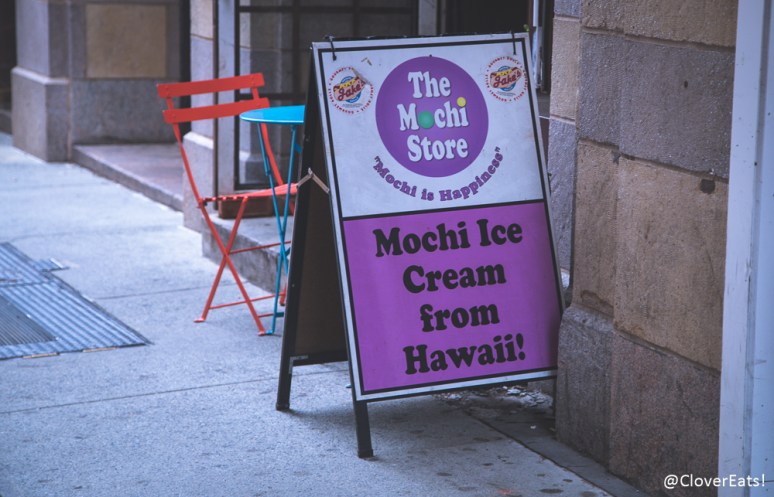 The
Mochi
Store
"Mochi is Happiness"
Mochi Ice
Cream
from
Hawaii!
@CloverEats!